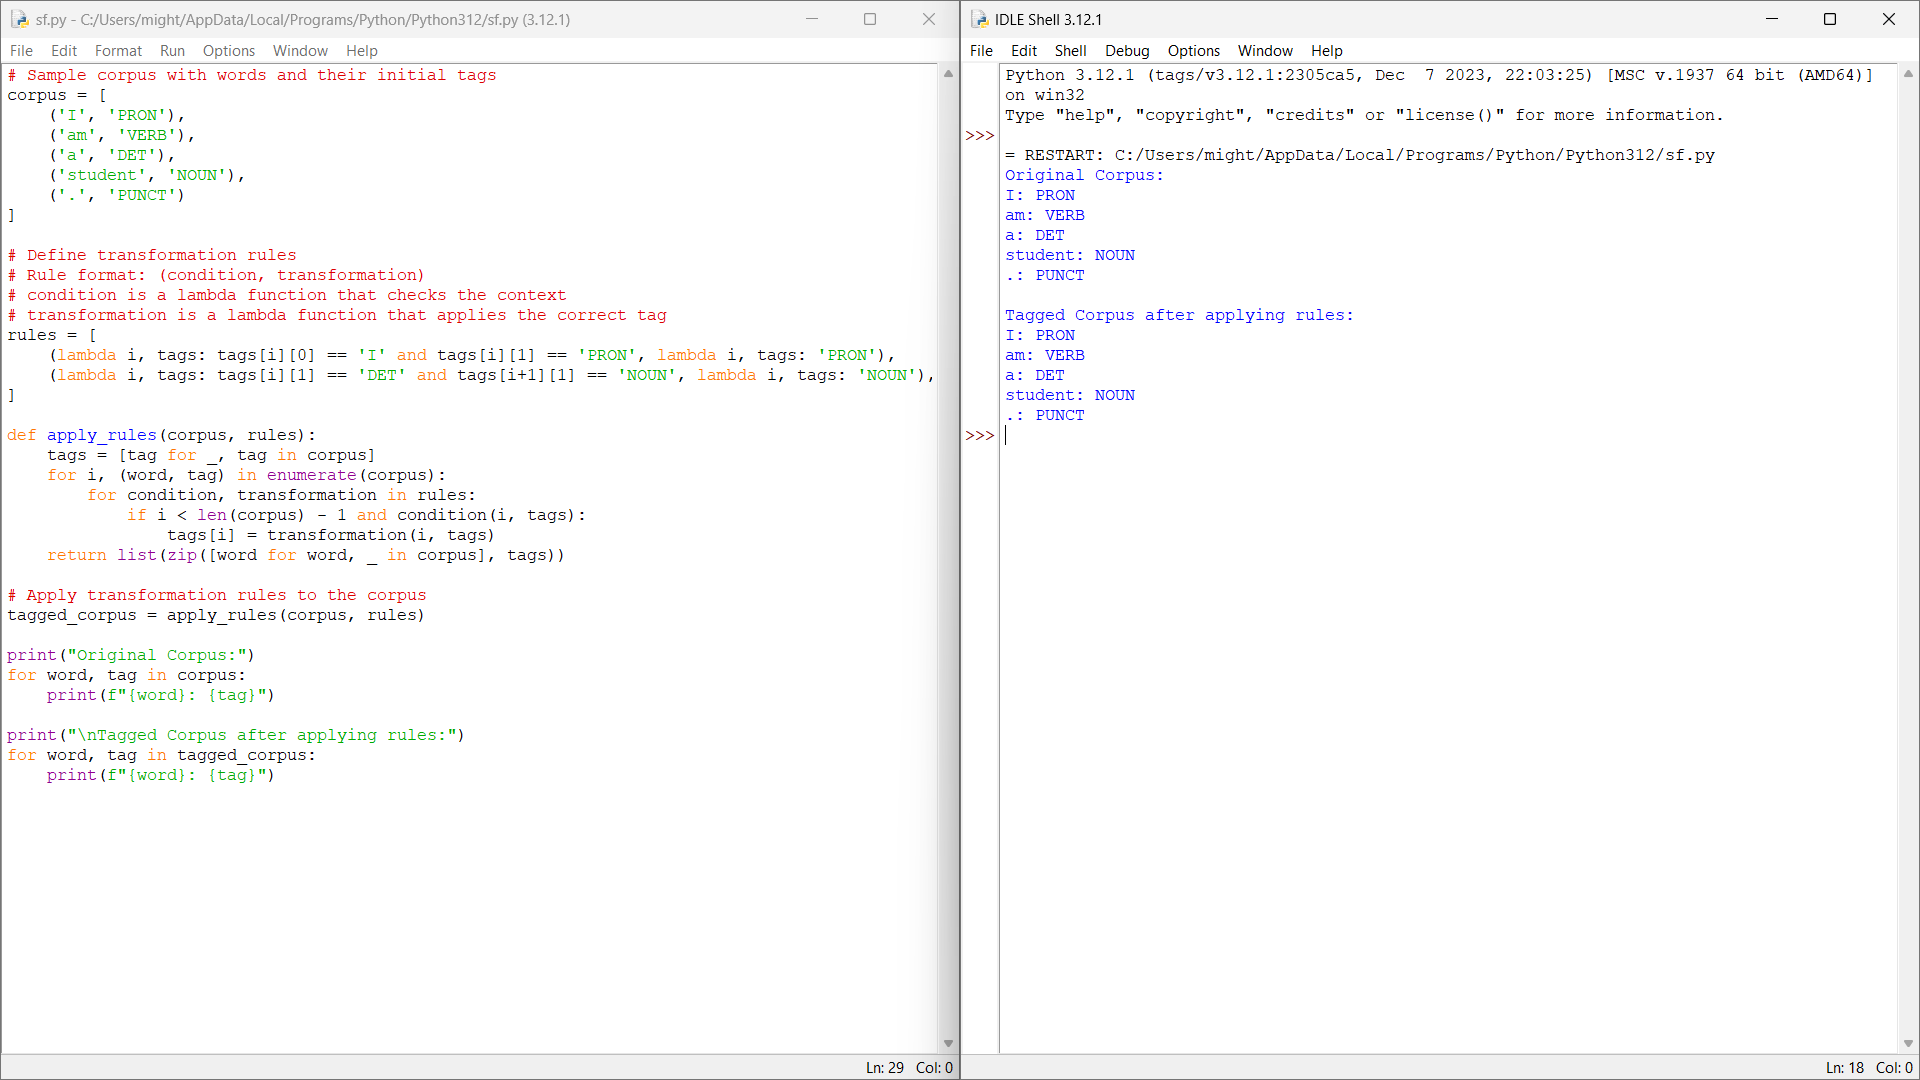 sf.py - C:/Users/might/AppData/Local/Programs/Python/Python312/sf.py (3.12.1)
File Edit Format Run Options Window Help
# Sample corpus with words and their initial tags
corpus = [
    ('I', 'PRON'),
    ('am', 'VERB'),
    ('a', 'DET'),
    ('student', 'NOUN'),
    ('.', 'PUNCT')
]

# Define transformation rules
# Rule format: (condition, transformation)
# condition is a lambda function that checks the context
# transformation is a lambda function that applies the correct tag
rules = [
    (lambda i, tags: tags[i][0] == 'I' and tags[i][1] == 'PRON', lambda i, tags: 'PRON'),
    (lambda i, tags: tags[i][1] == 'DET' and tags[i+1][1] == 'NOUN', lambda i, tags: 'NOUN'),
]

def apply_rules(corpus, rules):
    tags = [tag for _, tag in corpus]
    for i, (word, tag) in enumerate(corpus):
        for condition, transformation in rules:
            if i < len(corpus) - 1 and condition(i, tags):
                tags[i] = transformation(i, tags)
    return list(zip([word for word, _ in corpus], tags))

# Apply transformation rules to the corpus
tagged_corpus = apply_rules(corpus, rules)

print("Original Corpus:")
for word, tag in corpus:
    print(f"{word}: {tag}")

print("\nTagged Corpus after applying rules:")
for word, tag in tagged_corpus:
    print(f"{word}: {tag}")
Ln: 29 Col: 0
IDLE Shell 3.12.1
File Edit Shell Debug Options Window Help
Python 3.12.1 (tags/v3.12.1:2305ca5, Dec  7 2023, 22:03:25) [MSC v.1937 64 bit (AMD64)]
on win32
Type "help", "copyright", "credits" or "license()" for more information.
>>>
= RESTART: C:/Users/might/AppData/Local/Programs/Python/Python312/sf.py
Original Corpus:
I: PRON
am: VERB
a: DET
student: NOUN
.: PUNCT

Tagged Corpus after applying rules:
I: PRON
am: VERB
a: DET
student: NOUN
.: PUNCT
>>>
Ln: 18 Col: 0